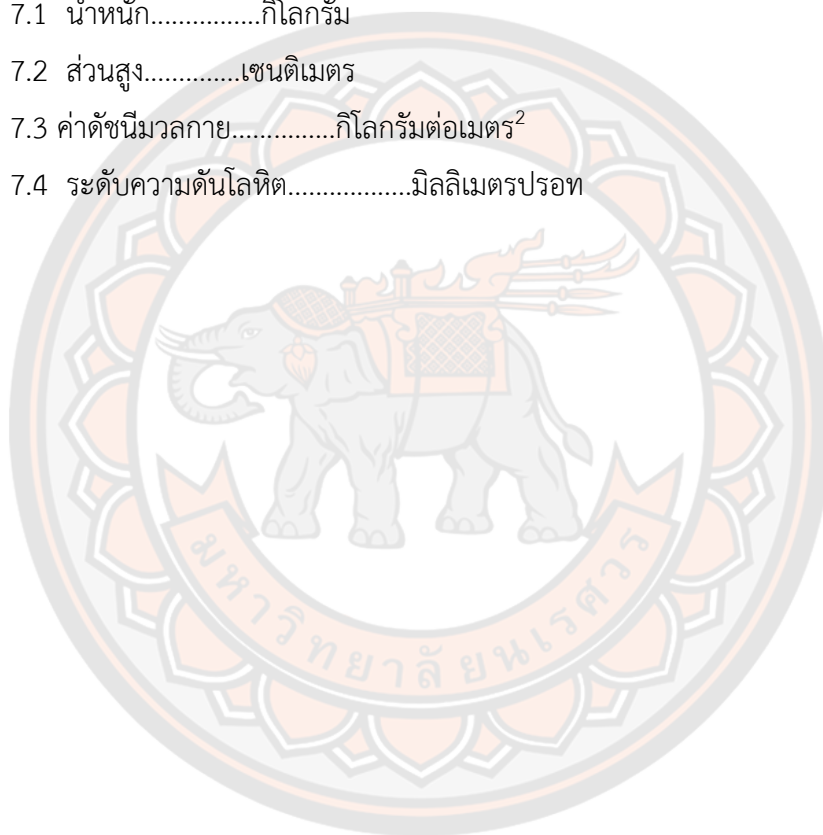 7.1 น้ำหนัก...............กิโลกรัม
7.2 ส่วนสูง..............เซนติเมตร
7.3 ค่าดัชนีมวลกาย..............กิโลกรัมต่อเมตร²
7.4 ระดับความดันโลหิต..................มิลลิเมตรปรอท
มหาวิทยาลัยนเรศวร